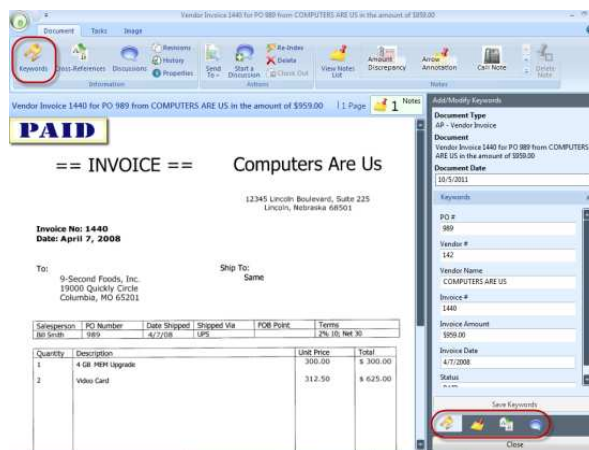 Vendor Invoice 1440 for PO 989 from COMPUTERS ARE US in the amount of $959.00
Document Tasks Image
Revisions
History
Properties
Keywords Cross-References Discussions
Information
Send To
Start a Discussion
Re-Index
Delete
Check Out
Actions
View Notes List
Amount Discrepancy
Arrow Annotation
Call Note
Delete Note
Notes
Vendor Invoice 1440 for PO 989 from COMPUTERS ARE US in the amount of $959.00 1 Page 1 Notes
PAID
== INVOICE == Computers Are Us
12345 Lincoln Boulevard, Suite 225
Lincoln, Nebraska 68501
Invoice No: 1440
Date: April 7, 2008
To: Ship To:
9-Second Foods, Inc. Same
19000 Quickly Circle
Columbia, MO 65201
Salesperson PO Number Date Shipped Shipped Via FOB Point Terms
Bill Smith 989 4/7/08 UPS 2% 10; Net 30
Quantity Description Unit Price Total
1 4 GB MEM Upgrade 300.00 $ 300.00
2 Video Card 312.50 $ 625.00
Add/Modify Keywords
Document Type
AP - Vendor Invoice
Document
Vendor Invoice 1440 for PO 989 from COMPUTERS
ARE US in the amount of $959.00
Document Date
10/5/2011
Keywords
PO #
989
Vendor #
142
Vendor Name
COMPUTERS ARE US
Invoice #
1440
Invoice Amount
$959.00
Invoice Date
4/7/2008
Status
PAID
Save Keywords
Close